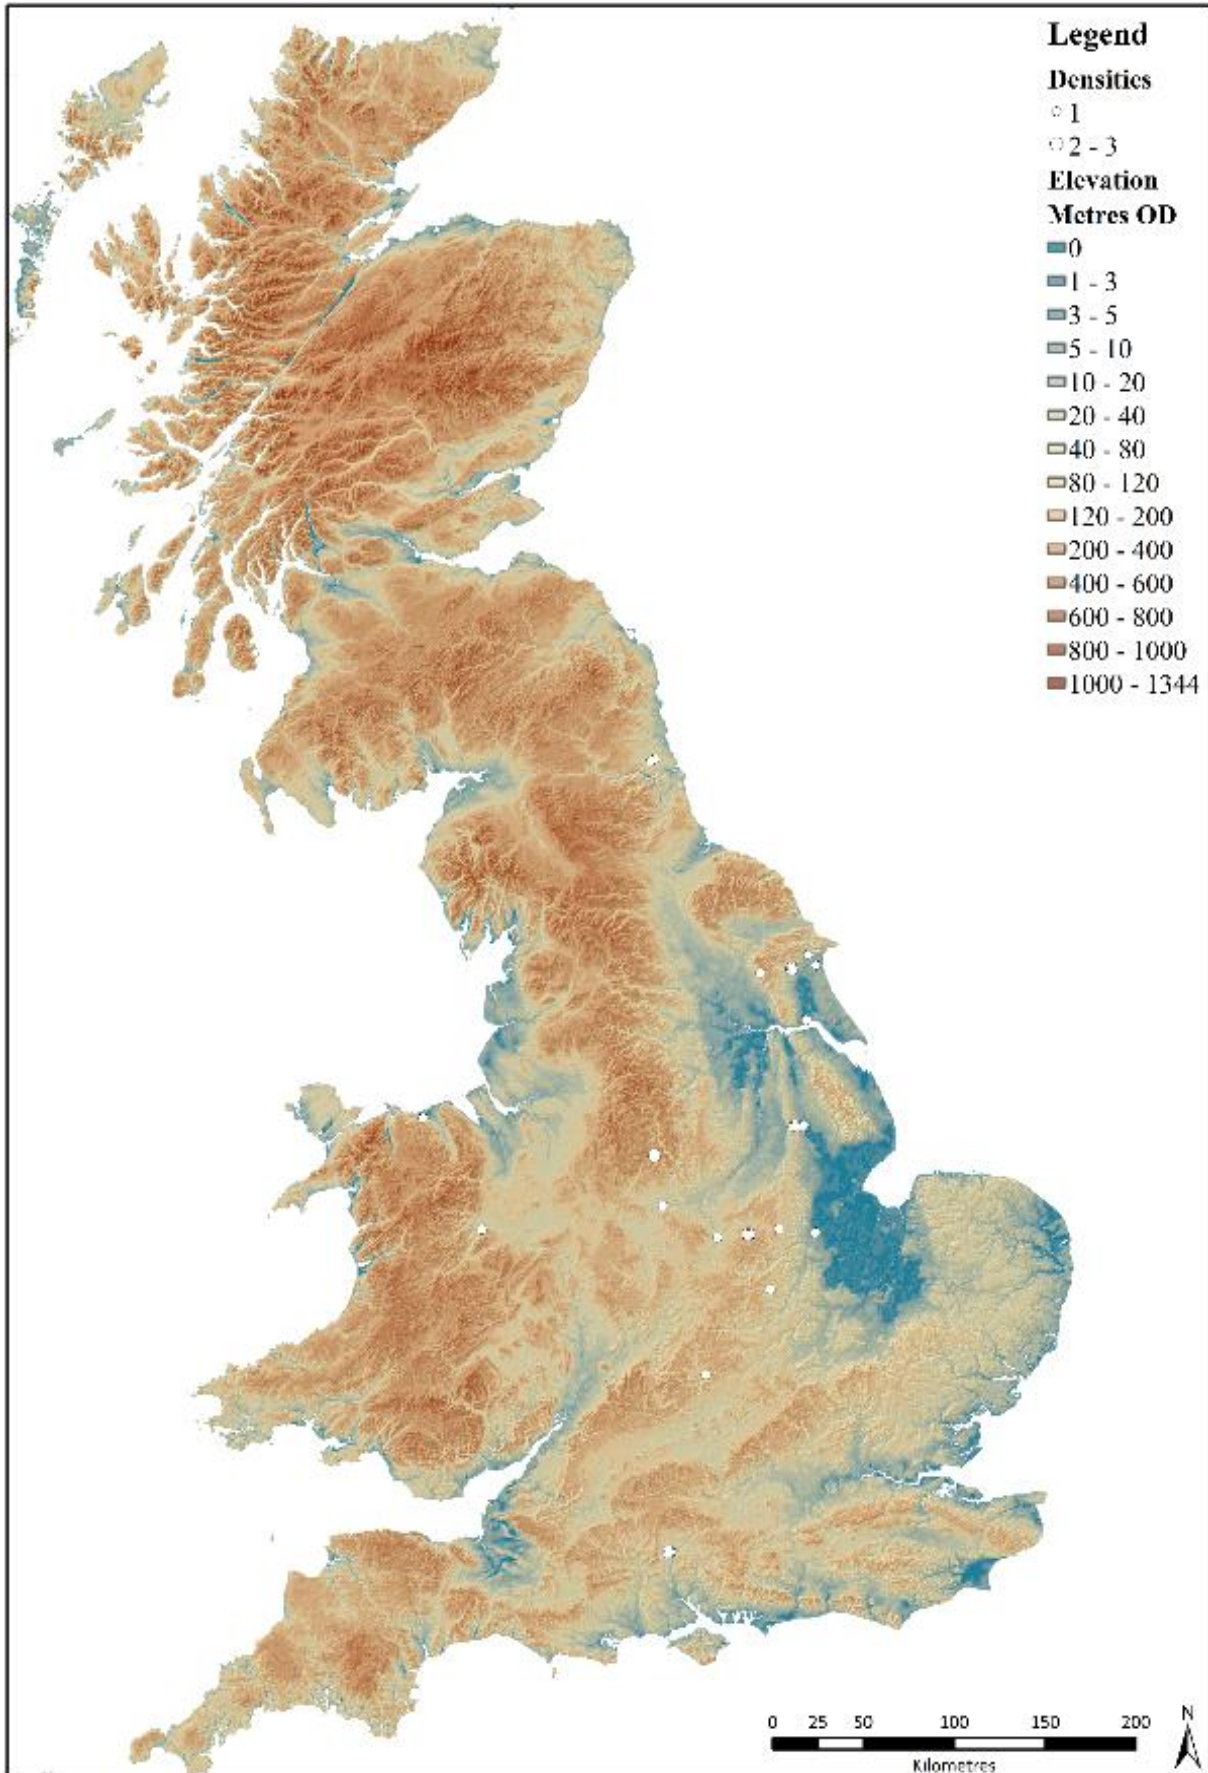 Legend
Densities
1
2 - 3
Elevation
Metres OD
0
1 - 3
3 - 5
5 - 10
10 - 20
20 - 40
40 - 80
80 - 120
120 - 200
200 - 400
400 - 600
600 - 800
800 - 1000
1000 - 1344
N
0 25 50 100 150 200
Kilometres